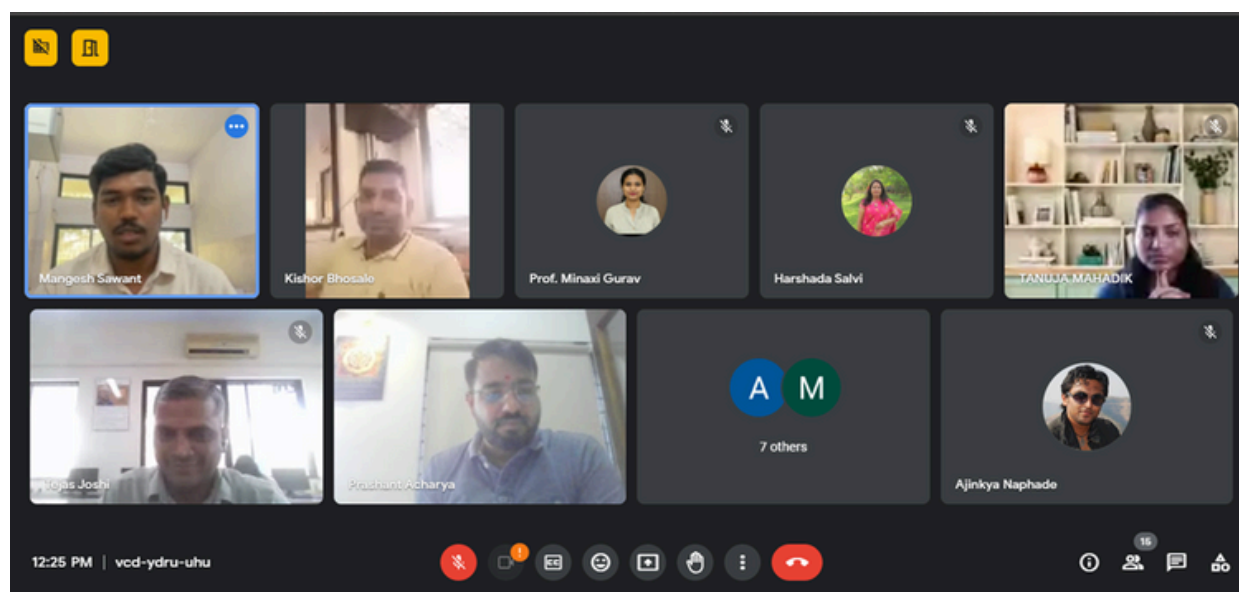 Mangesh Sawant
Kishor Bhosale
Prof. Minaxi Gurav
Harshada Salvi
TANUJA MAHADIK
Tejas Joshi
Prashant Acharya
A M
7 others
Ajinkya Naphade
12:25 PM | vcd-ydru-uhu
CC
15